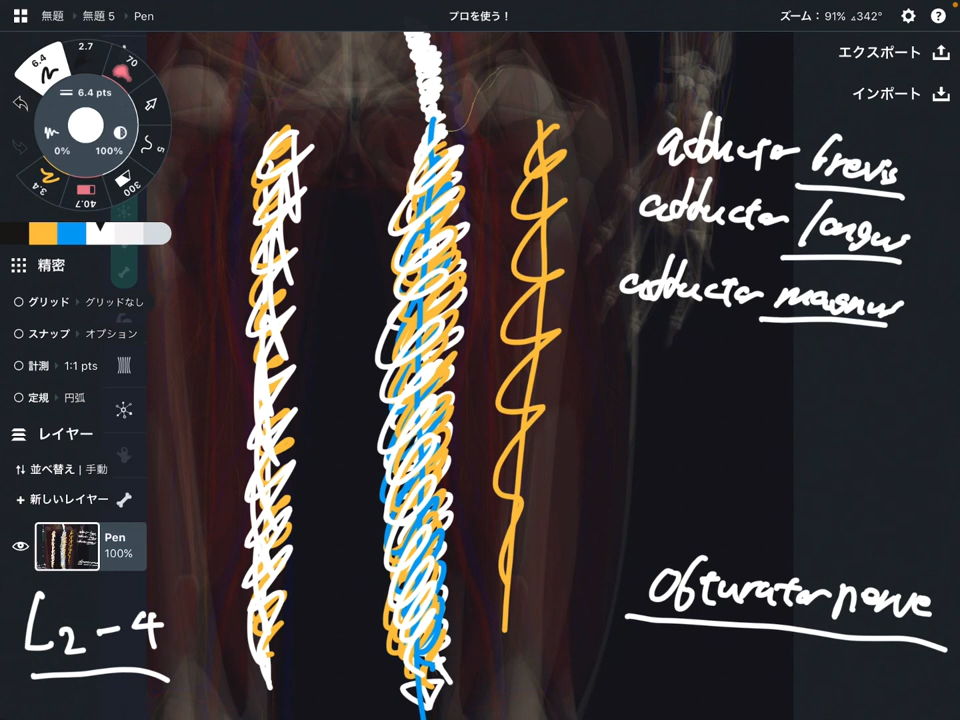 無題 › 無題 5 › Pen
プロを使う！
ズーム： 91% ⦟342°
エクスポート
インポート
2.7
6.4
70
6.4 pts
0% 100%
5
300
40.7
3.4
精密
グリッド › グリッドなし
スナップ › オプション
計測 › 1:1 pts
定規 › 円弧
レイヤー
並べ替え | 手動
+ 新しいレイヤー
Pen
100%
adductor brevis
adductor longus
adductor magnus
Obturator nerve
L2-4